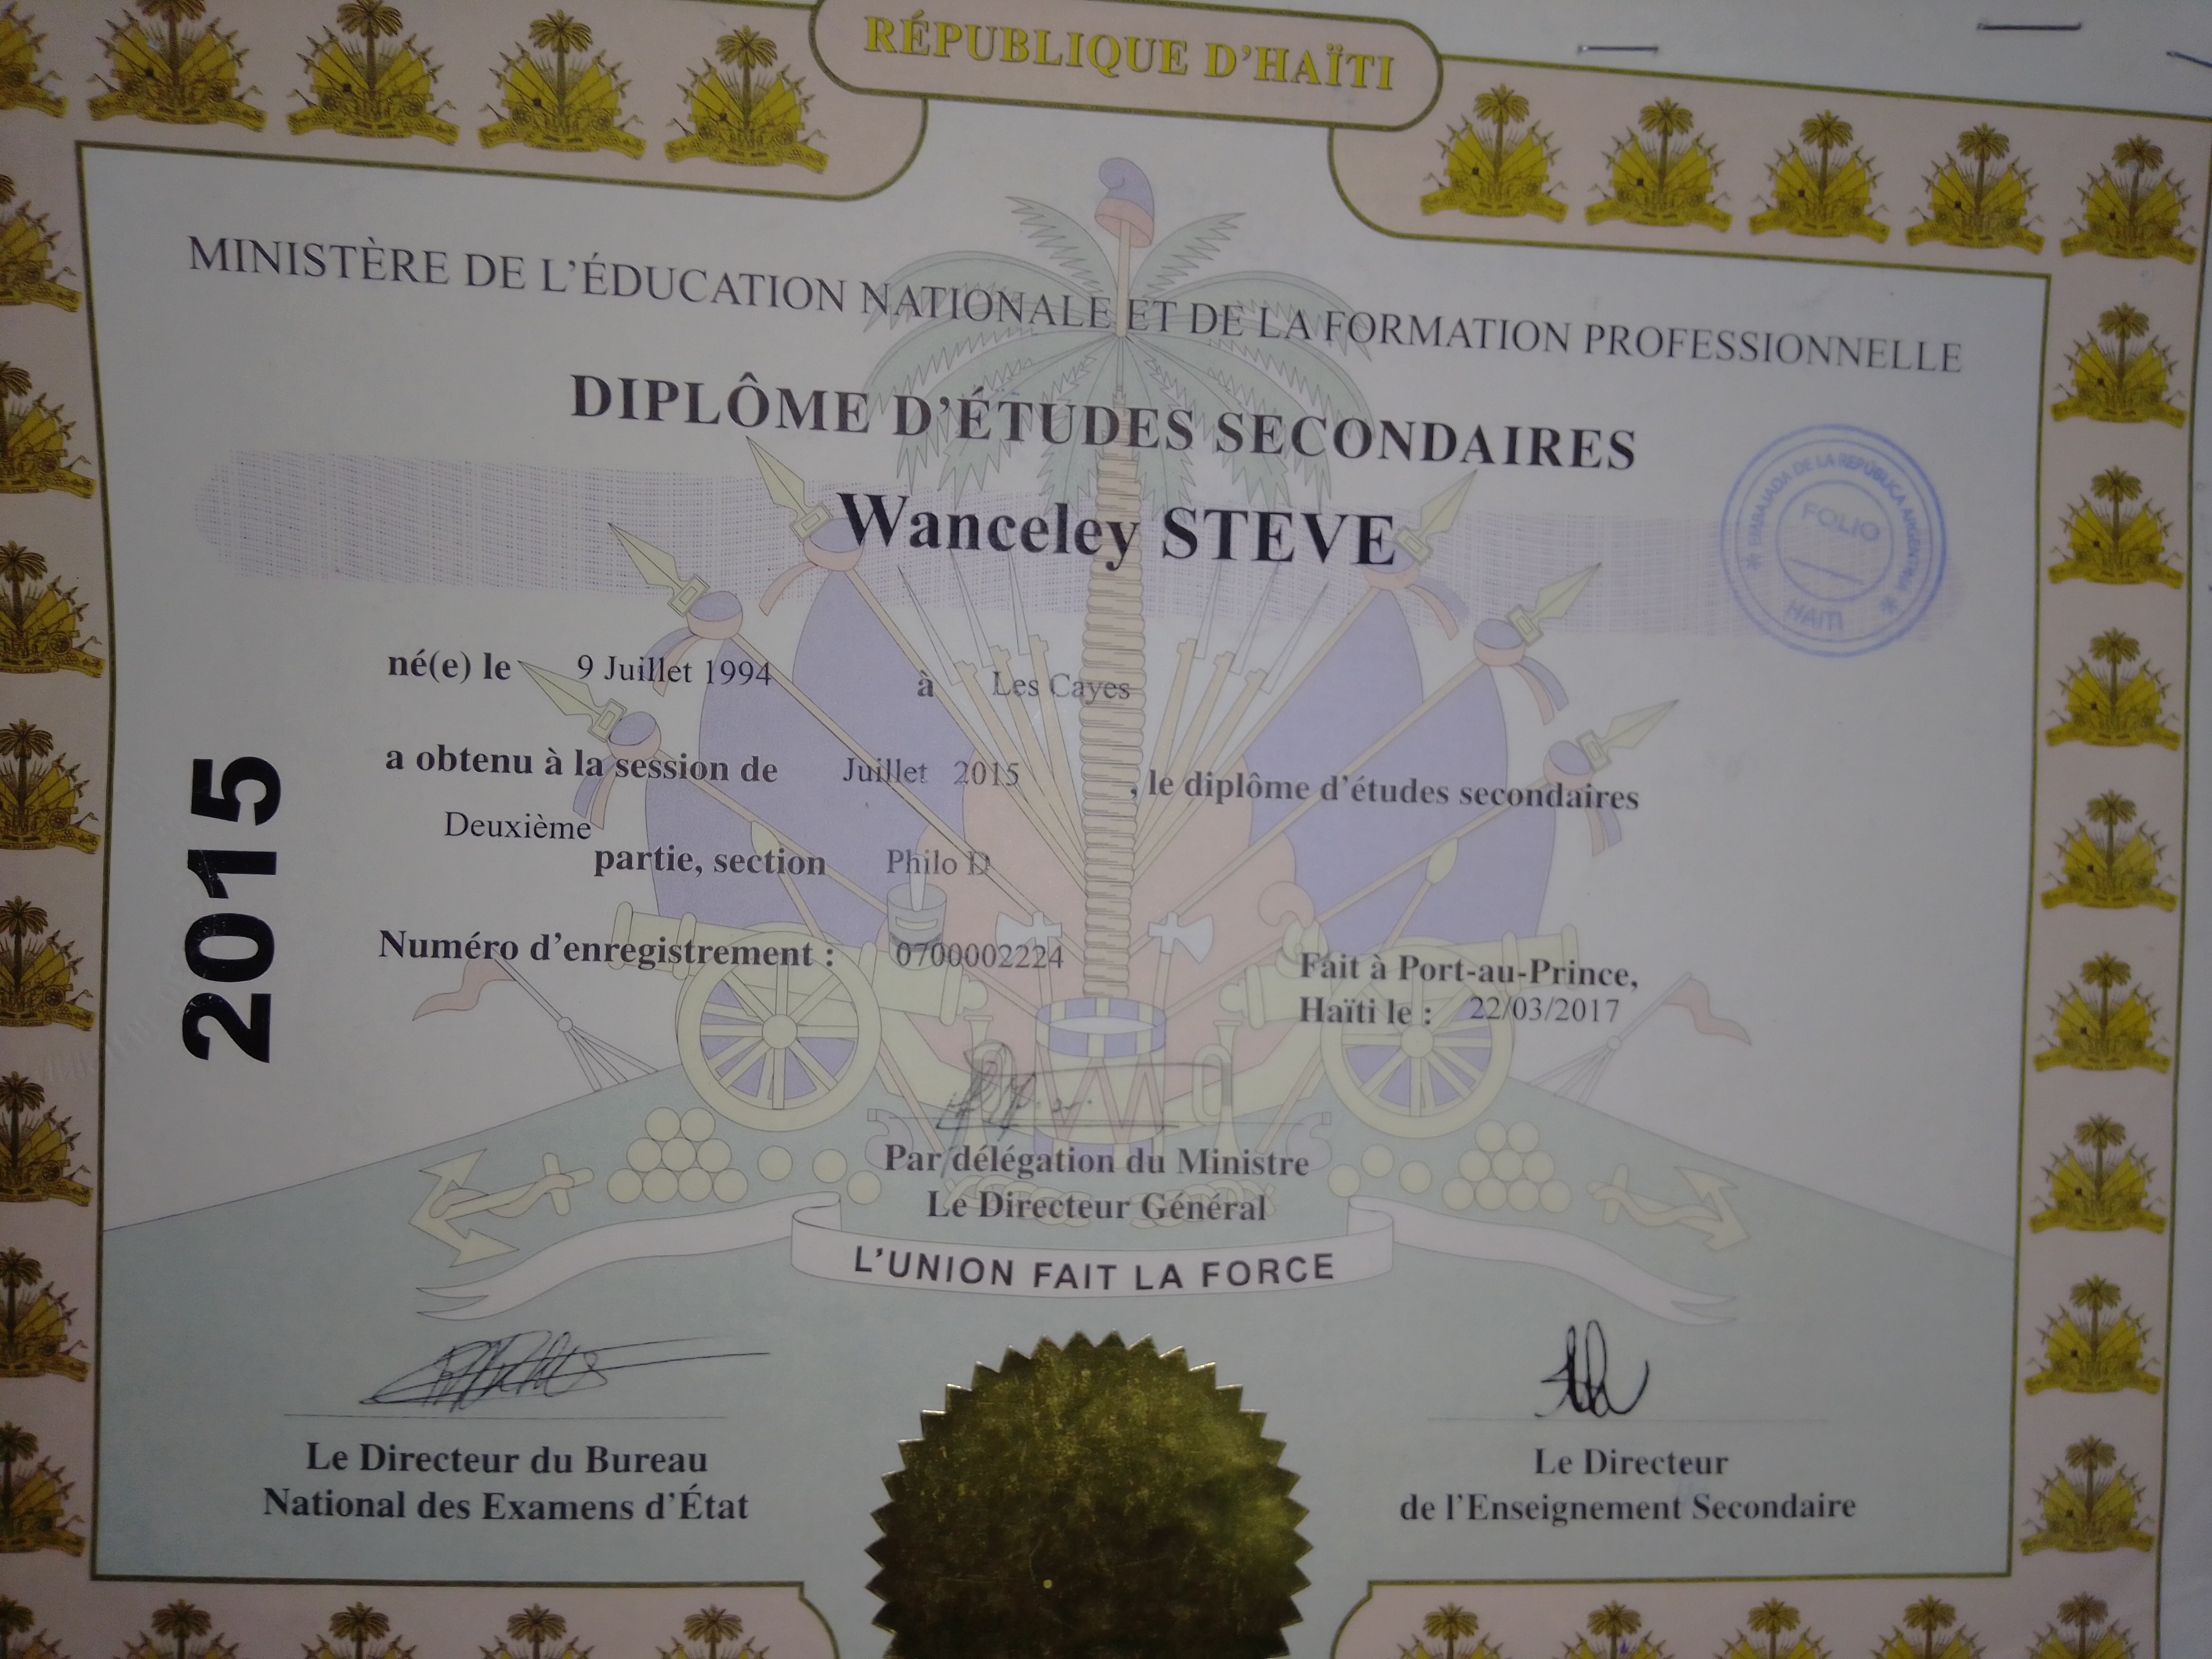 RÉPUBLIQUE D'HAÏTI
MINISTÈRE DE L'ÉDUCATION NATIONALE ET DE LA FORMATION PROFESSIONNELLE
DIPLÔME D'ÉTUDES SECONDAIRES
Wanceley STEVE
EMBAJADA DE LA REPÚBLICA ARGENTINA
FOLIO
HAITI
né(e) le 9 Juillet 1994 à Les Cayes
a obtenu à la session de Juillet 2015 , le diplôme d'études secondaires
Deuxième
partie, section Philo D
2015
Numéro d'enregistrement : 0700002224
Fait à Port-au-Prince,
Haïti le : 22/03/2017
Par délégation du Ministre
Le Directeur Général
L'UNION FAIT LA FORCE
Le Directeur du Bureau
National des Examens d'État
Le Directeur
de l'Enseignement Secondaire